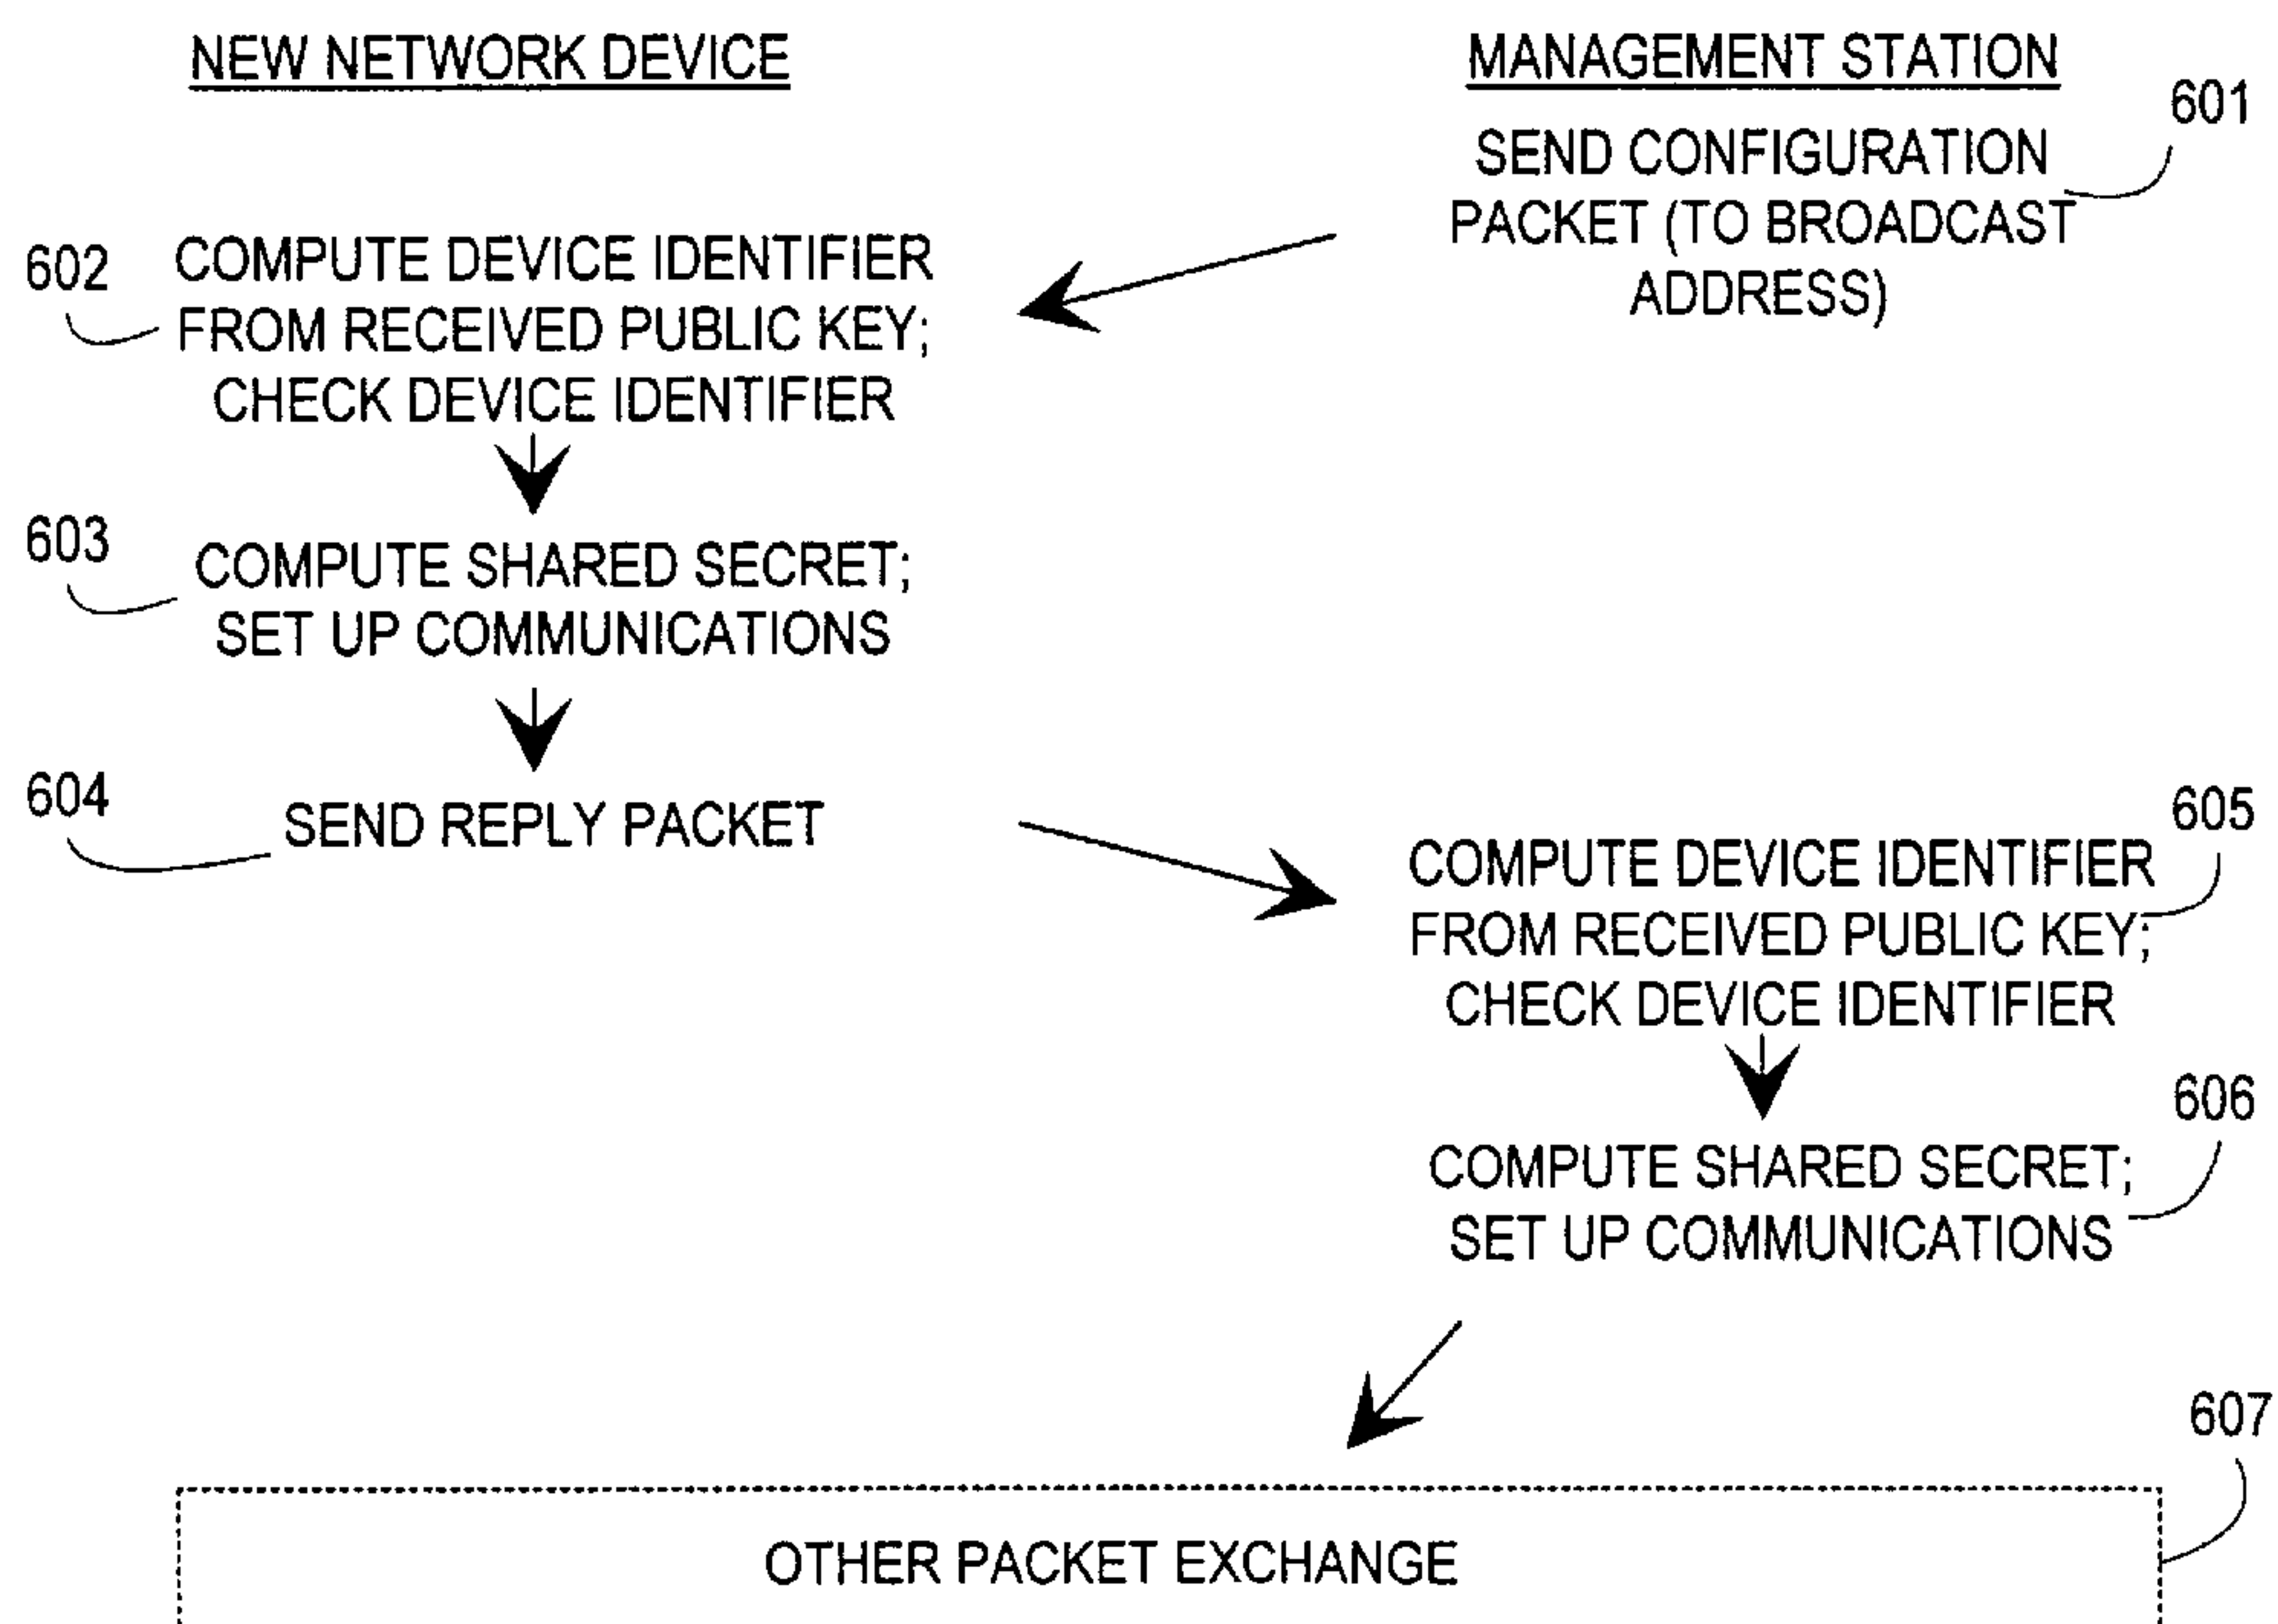 NEW NETWORK DEVICE
MANAGEMENT STATION
601
SEND CONFIGURATION
PACKET (TO BROADCAST
ADDRESS)
602
COMPUTE DEVICE IDENTIFIER
FROM RECEIVED PUBLIC KEY;
CHECK DEVICE IDENTIFIER
603
COMPUTE SHARED SECRET;
SET UP COMMUNICATIONS
604
SEND REPLY PACKET
605
COMPUTE DEVICE IDENTIFIER
FROM RECEIVED PUBLIC KEY;
CHECK DEVICE IDENTIFIER
606
COMPUTE SHARED SECRET;
SET UP COMMUNICATIONS
607
OTHER PACKET EXCHANGE